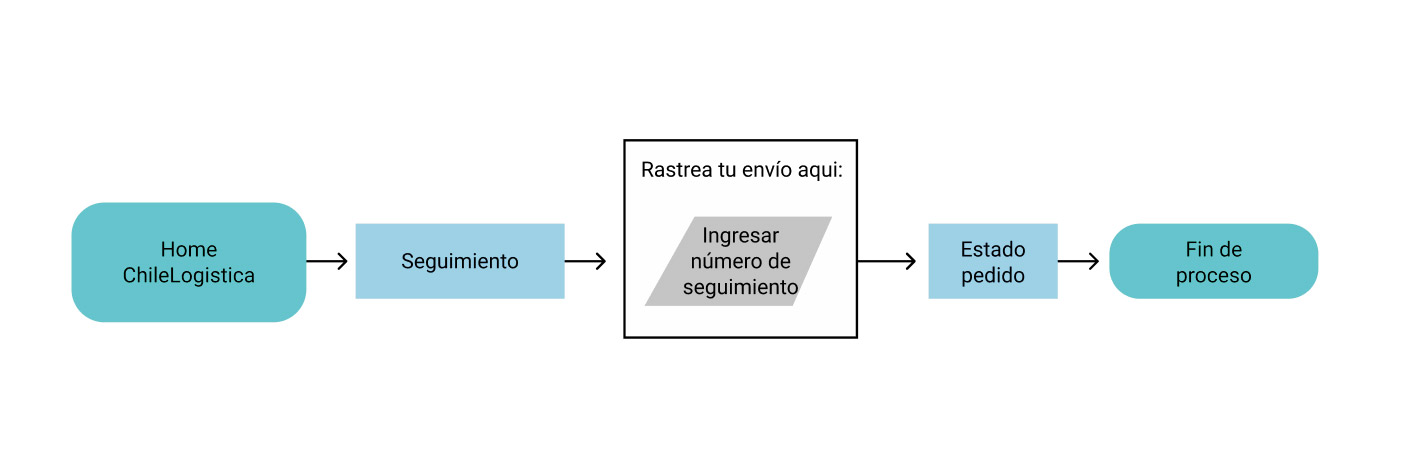 Home
ChileLogistica
Seguimiento
Rastrea tu envío aqui:
Ingresar
número de
seguimiento
Estado
pedido
Fin de
proceso